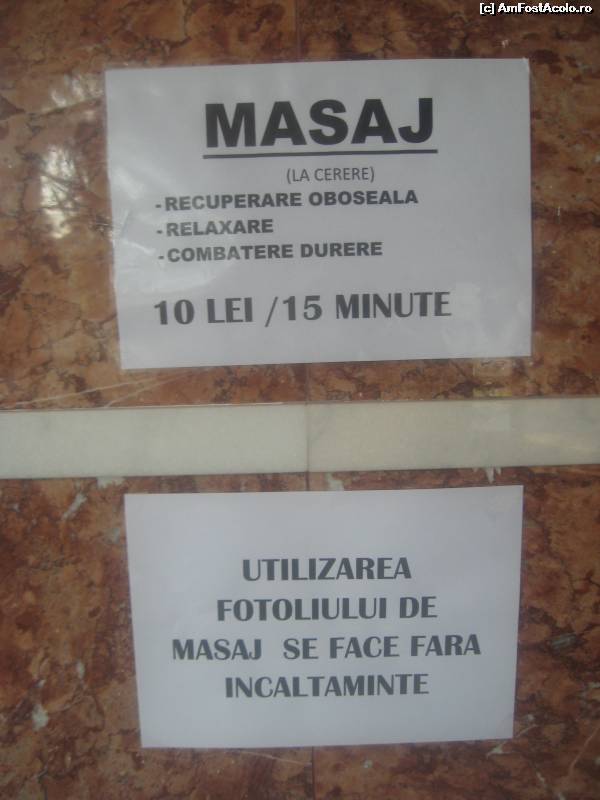 [c] AmFostAcolo.ro
MASAJ
(LA CERERE)
-RECUPERARE OBOSEALA
-RELAXARE
-COMBATERE DURERE
10 LEI /15 MINUTE
UTILIZAREA
FOTOLIULUI DE
MASAJ SE FACE FARA
INCALTAMINTE